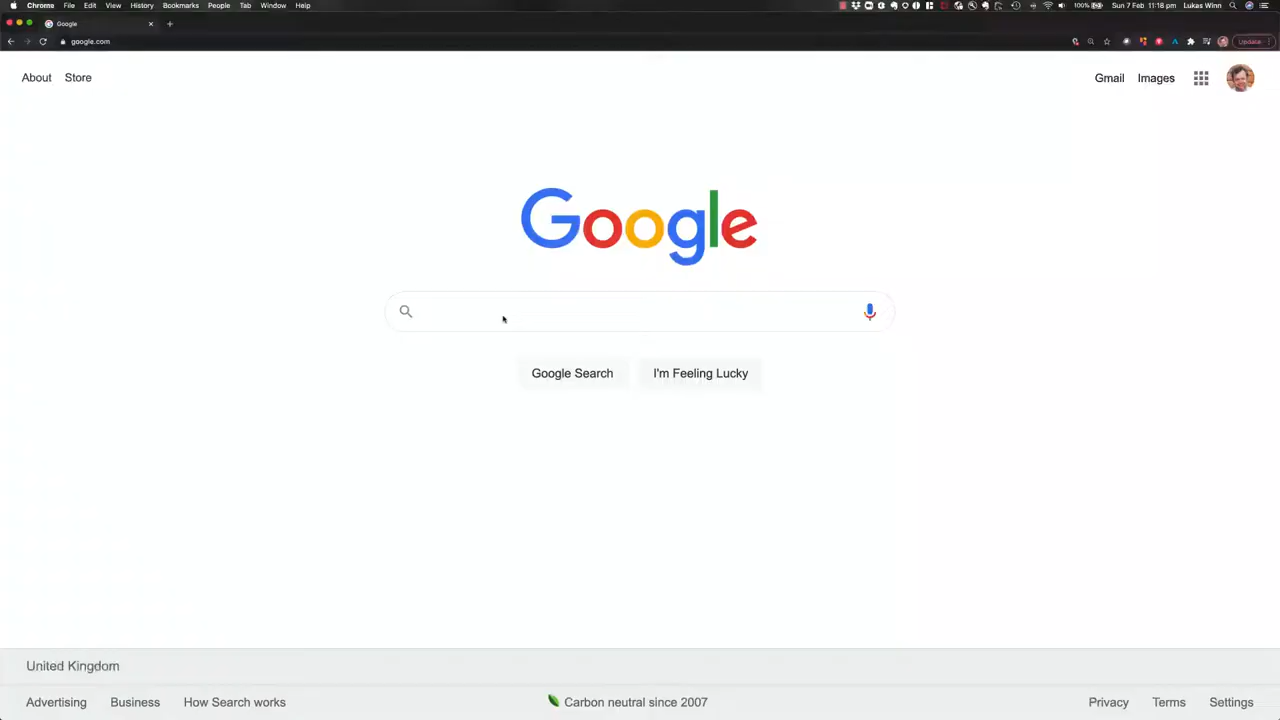 Chrome File Edit View History Bookmarks People Tab Window Help 100% Sun 7 Feb 11:18 pm Lukas Winn
Google
google.com Update
About Store Gmail Images
Google
Google Search I'm Feeling Lucky
United Kingdom
Advertising Business How Search works Carbon neutral since 2007 Privacy Terms Settings